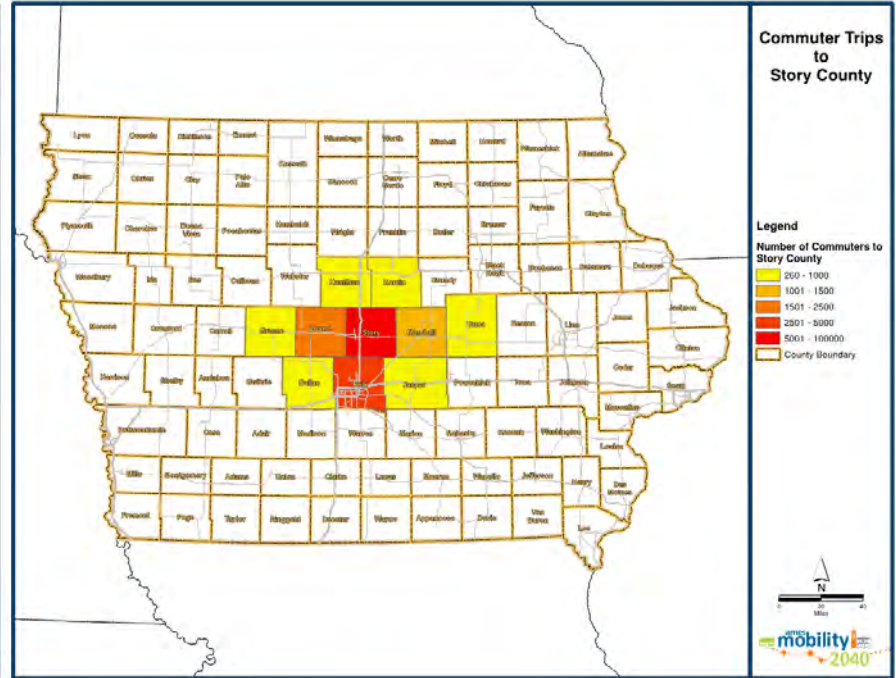 Commuter Trips
to
Story County
Lyon
Osceola
Dickinson
Emmet
Winnebago
Worth
Mitchell
Howard
Winneshiek
Allamakee
Kossuth
Sioux
Obrien
Clay
Palo
Alto
Hancock
Cerro
Gordo
Floyd
Chickasaw
Fayette
Clayton
Plymouth
Cherokee
Buena
Vista
Pocahontas
Humboldt
Wright
Franklin
Butler
Bremer
Woodbury
Ida
Sac
Calhoun
Webster
Hamilton
Hardin
Grundy
Black
Hawk
Buchanan
Delaware
Dubuque
Monona
Crawford
Carroll
Greene
Boone
Story
Marshall
Tama
Benton
Linn
Jones
Jackson
Clinton
Harrison
Shelby
Audubon
Guthrie
Dallas
Polk
Jasper
Poweshiek
Iowa
Johnson
Cedar
Scott
Muscatine
Pottawattamie
Cass
Adair
Madison
Warren
Marion
Mahaska
Keokuk
Washington
Louisa
Mills
Montgomery
Adams
Union
Clarke
Lucas
Monroe
Wapello
Jefferson
Henry
Des
Moines
Fremont
Page
Taylor
Ringgold
Decatur
Wayne
Appanoose
Davis
Van
Buren
Lee
Legend
Number of Commuters to
Story County
260 - 1000
1001 - 1500
1501 - 2500
2501 - 5000
5001 - 100000
County Boundary
N
0 20 40
Miles
ames
mobility
2040